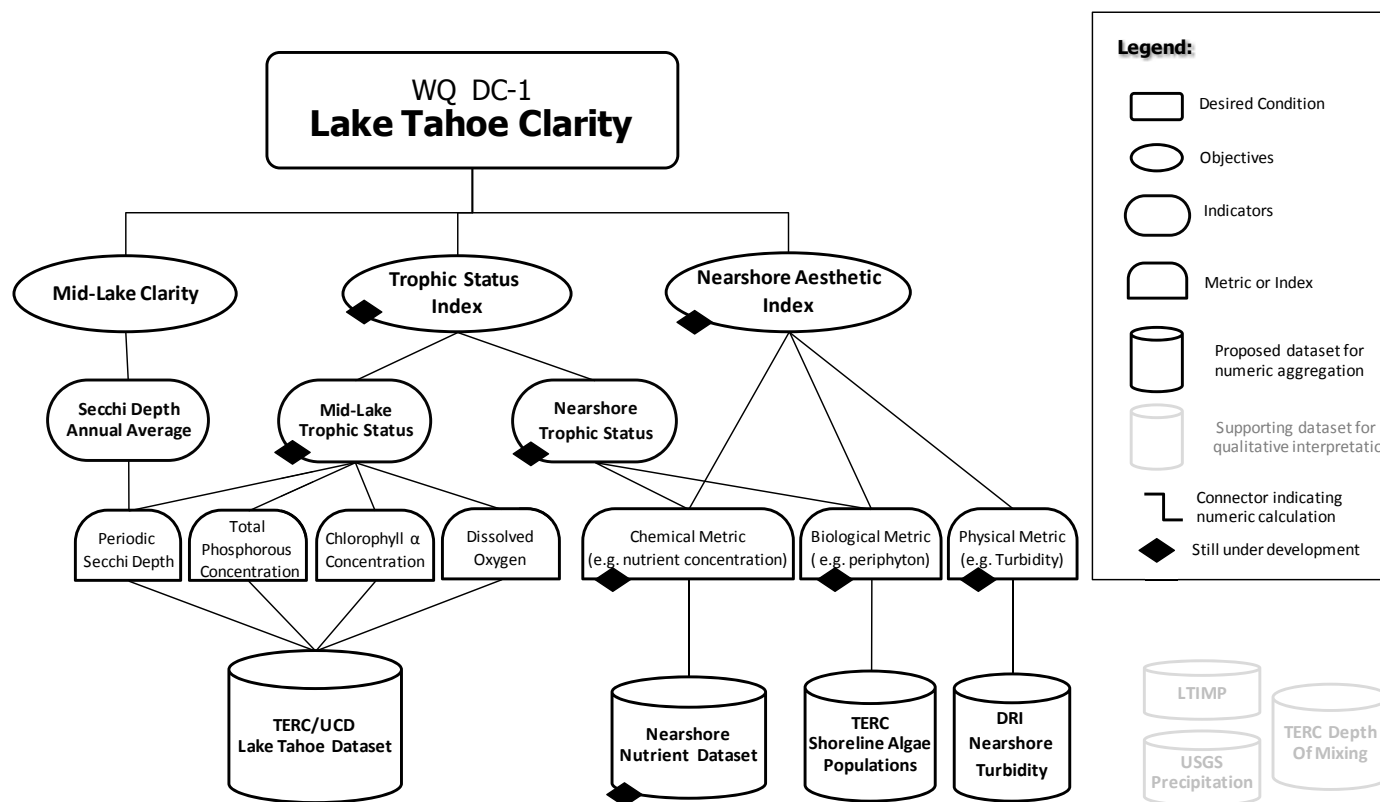 WQ DC-1
Lake Tahoe Clarity
Mid-Lake Clarity
Trophic Status
Index
Nearshore Aesthetic
Index
Secchi Depth
Annual Average
Mid-Lake
Trophic Status
Nearshore
Trophic Status
Periodic
Secchi Depth
Total
Phosphorous
Concentration
Chlorophyll α
Concentration
Dissolved
Oxygen
Chemical Metric
(e.g. nutrient concentration)
Biological Metric
( e.g. periphyton)
Physical Metric
(e.g. Turbidity)
TERC/UCD
Lake Tahoe Dataset
Nearshore
Nutrient Dataset
TERC
Shoreline Algae
Populations
DRI
Nearshore
Turbidity
Legend:
Desired Condition
Objectives
Indicators
Metric or Index
Proposed dataset for
numeric aggregation
Supporting dataset for
qualitative interpretatio
Connector indicating
numeric calculation
Still under development
LTIMP
USGS
Precipitation
TERC Depth
Of Mixing